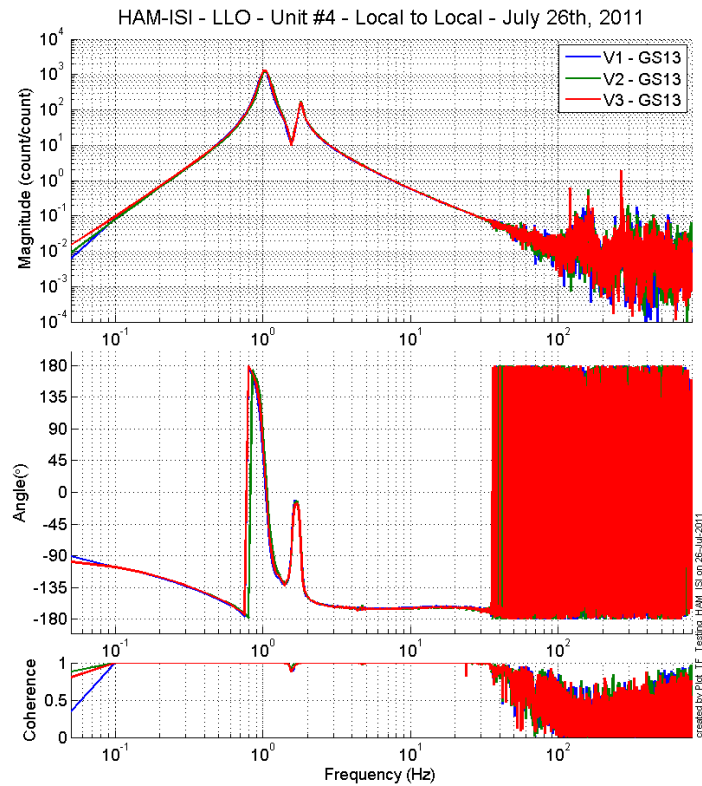 HAM-ISI - LLO - Unit #4 - Local to Local - July 26th, 2011
Magnitude (count/count)
10^4
10^3
10^2
10^1
10^0
10^-1
10^-2
10^-3
10^-4
V1 - GS13
V2 - GS13
V3 - GS13
10^-1 10^0 10^1 10^2
Angle(°)
180
135
90
45
0
-45
-90
-135
-180
10^-1 10^0 10^1 10^2
Coherence
1
0.5
0
10^-1 10^0 10^1 10^2
Frequency (Hz)
created by Plot_TF_Testing_HAM_ISI on 26-Jul-2011